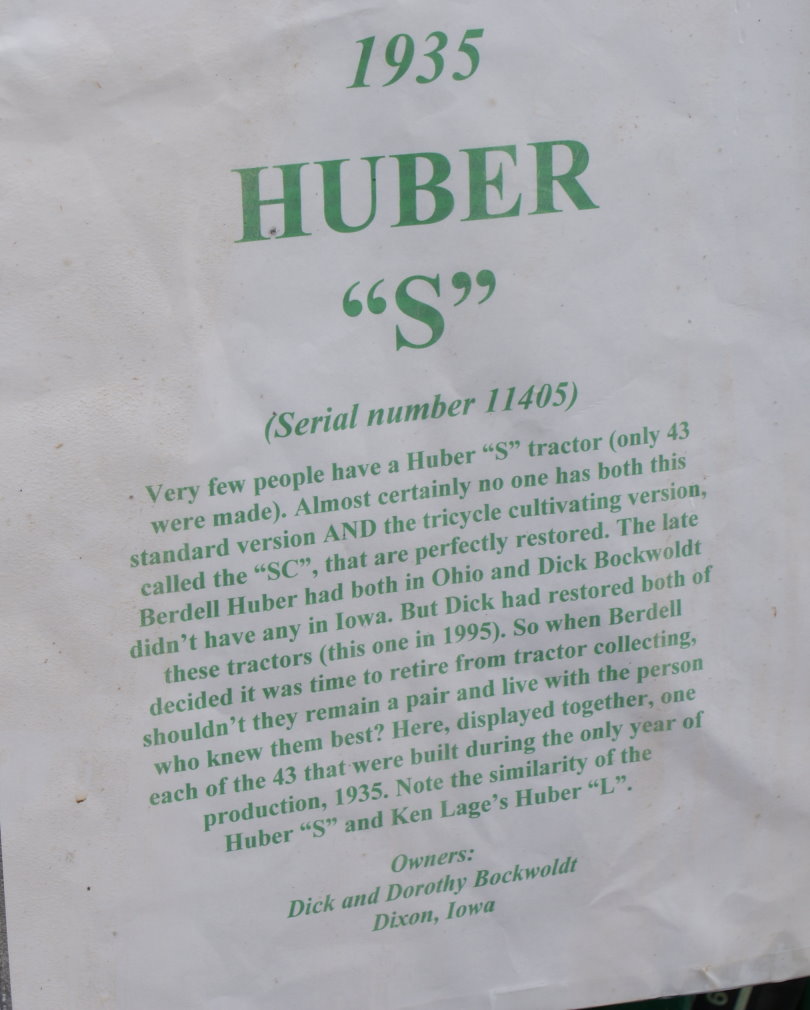 1935
HUBER
“S”
(Serial number 11405)
Very few people have a Huber “S” tractor (only 43
were made). Almost certainly no one has both this
standard version AND the tricycle cultivating version,
called the “SC”, that are perfectly restored. The late
Berdell Huber had both in Ohio and Dick Bockwoldt
didn’t have any in Iowa. But Dick had restored both of
these tractors (this one in 1995). So when Berdell
decided it was time to retire from tractor collecting,
shouldn’t they remain a pair and live with the person
who knew them best? Here, displayed together, one
each of the 43 that were built during the only year of
production, 1935. Note the similarity of the
Huber “S” and Ken Lage’s Huber “L”.
Owners:
Dick and Dorothy Bockwoldt
Dixon, Iowa